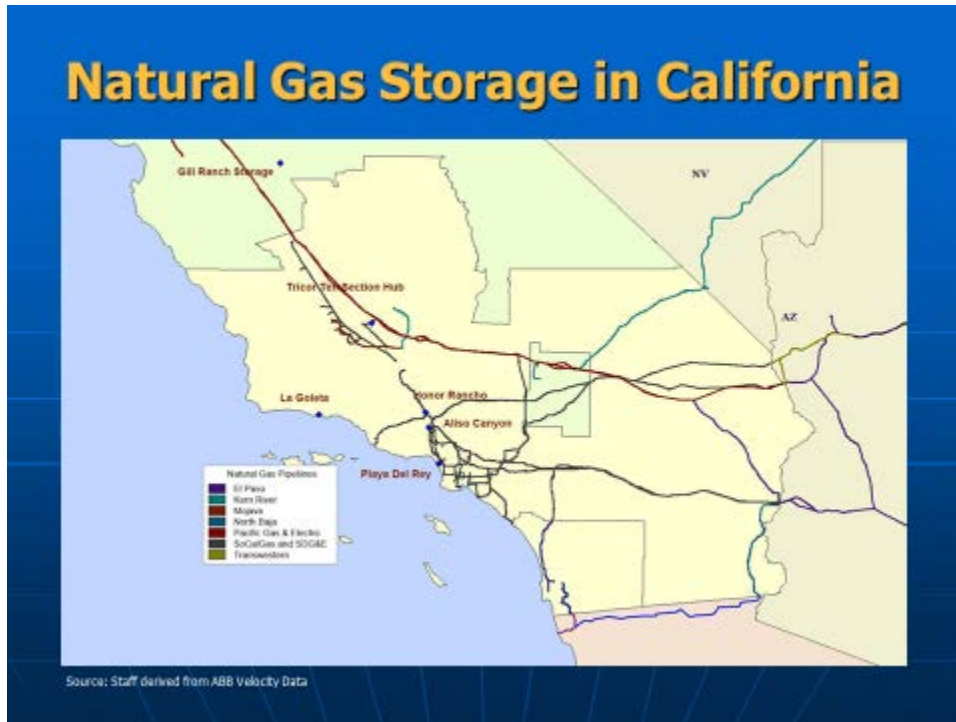 Natural Gas Storage in California
Gill Ranch Storage
NV
Tricor Ten Section Hub
AZ
La Goleta
Honor Rancho
Aliso Canyon
Playa Del Rey
Natural Gas Pipelines
El Paso
Kern River
Mojave
North Baja
Pacific Gas & Electric
SoCalGas and SDG&E
Transwestern
Source: Staff derived from ABB Velocity Data